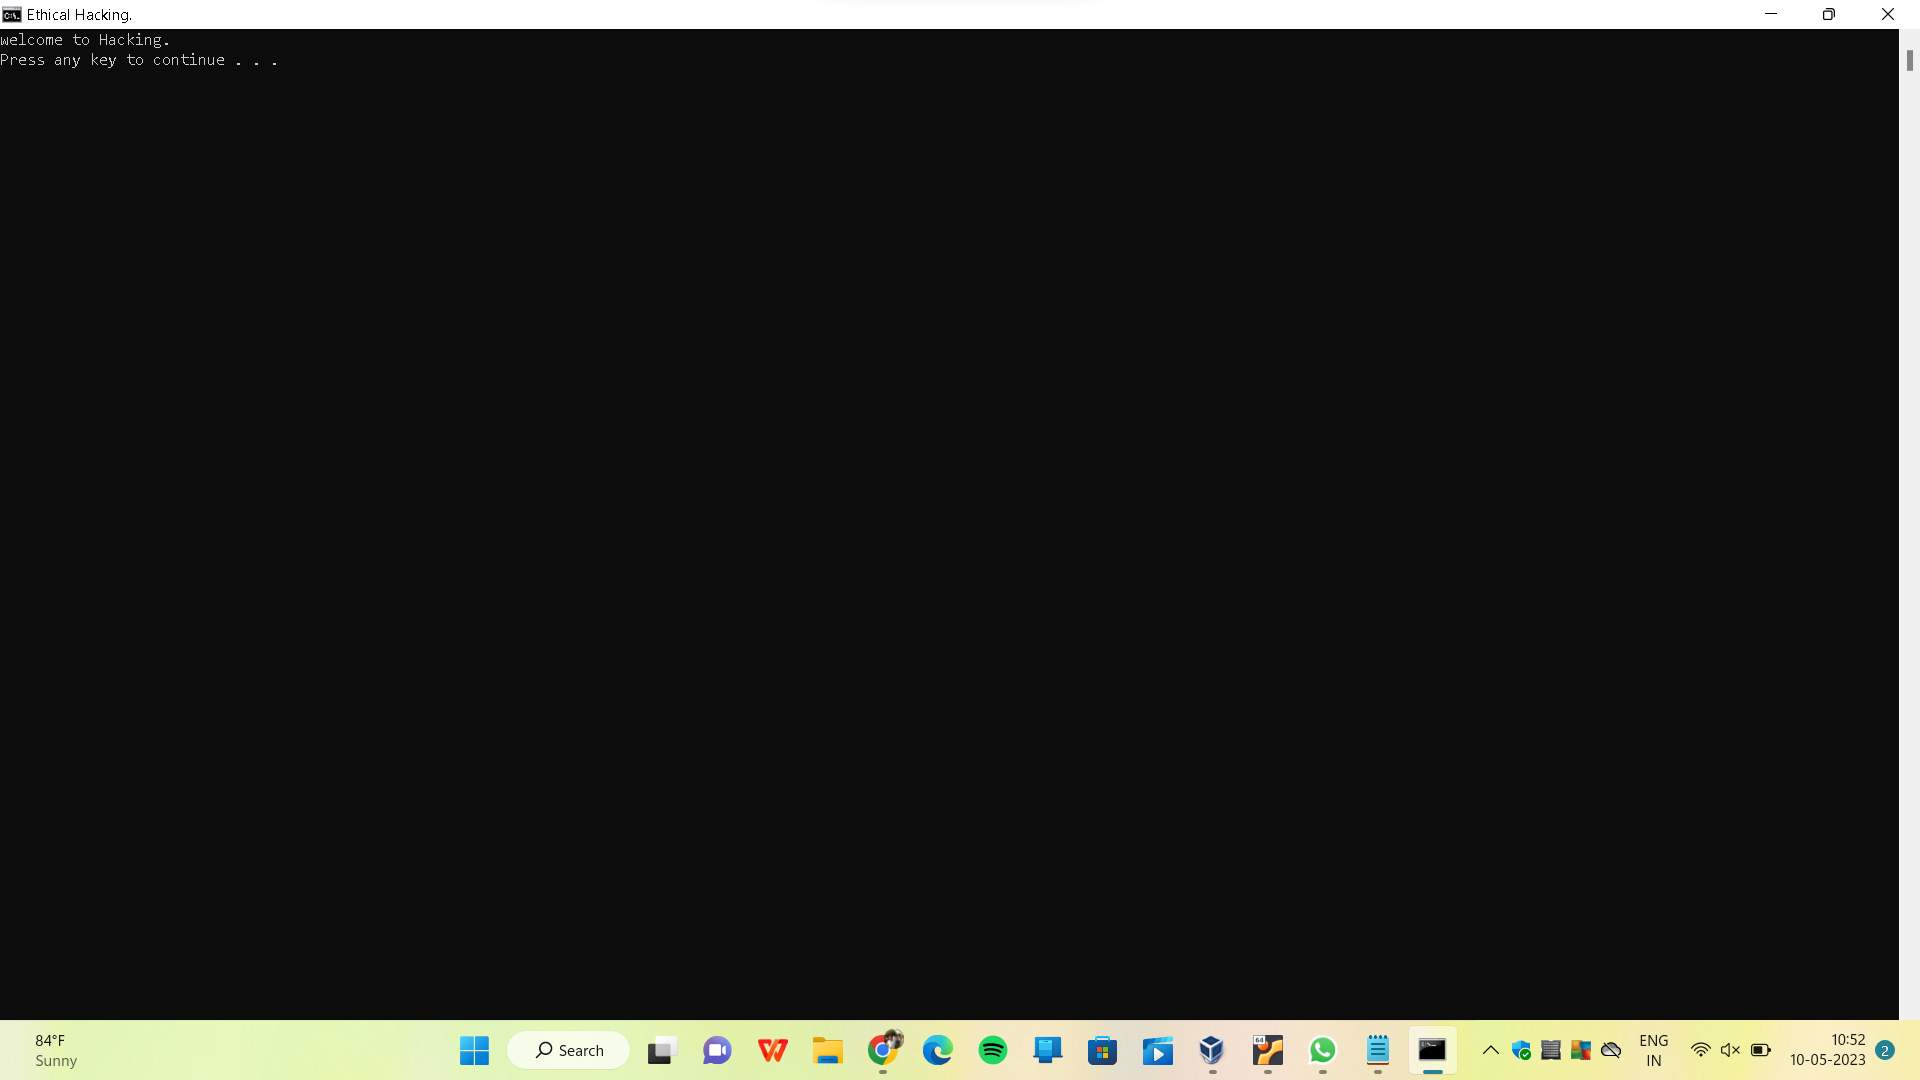 Ethical Hacking.
welcome to Hacking.
Press any key to continue . . .
84°F
Sunny
Search
64
ENG
IN
10:52
10-05-2023
2